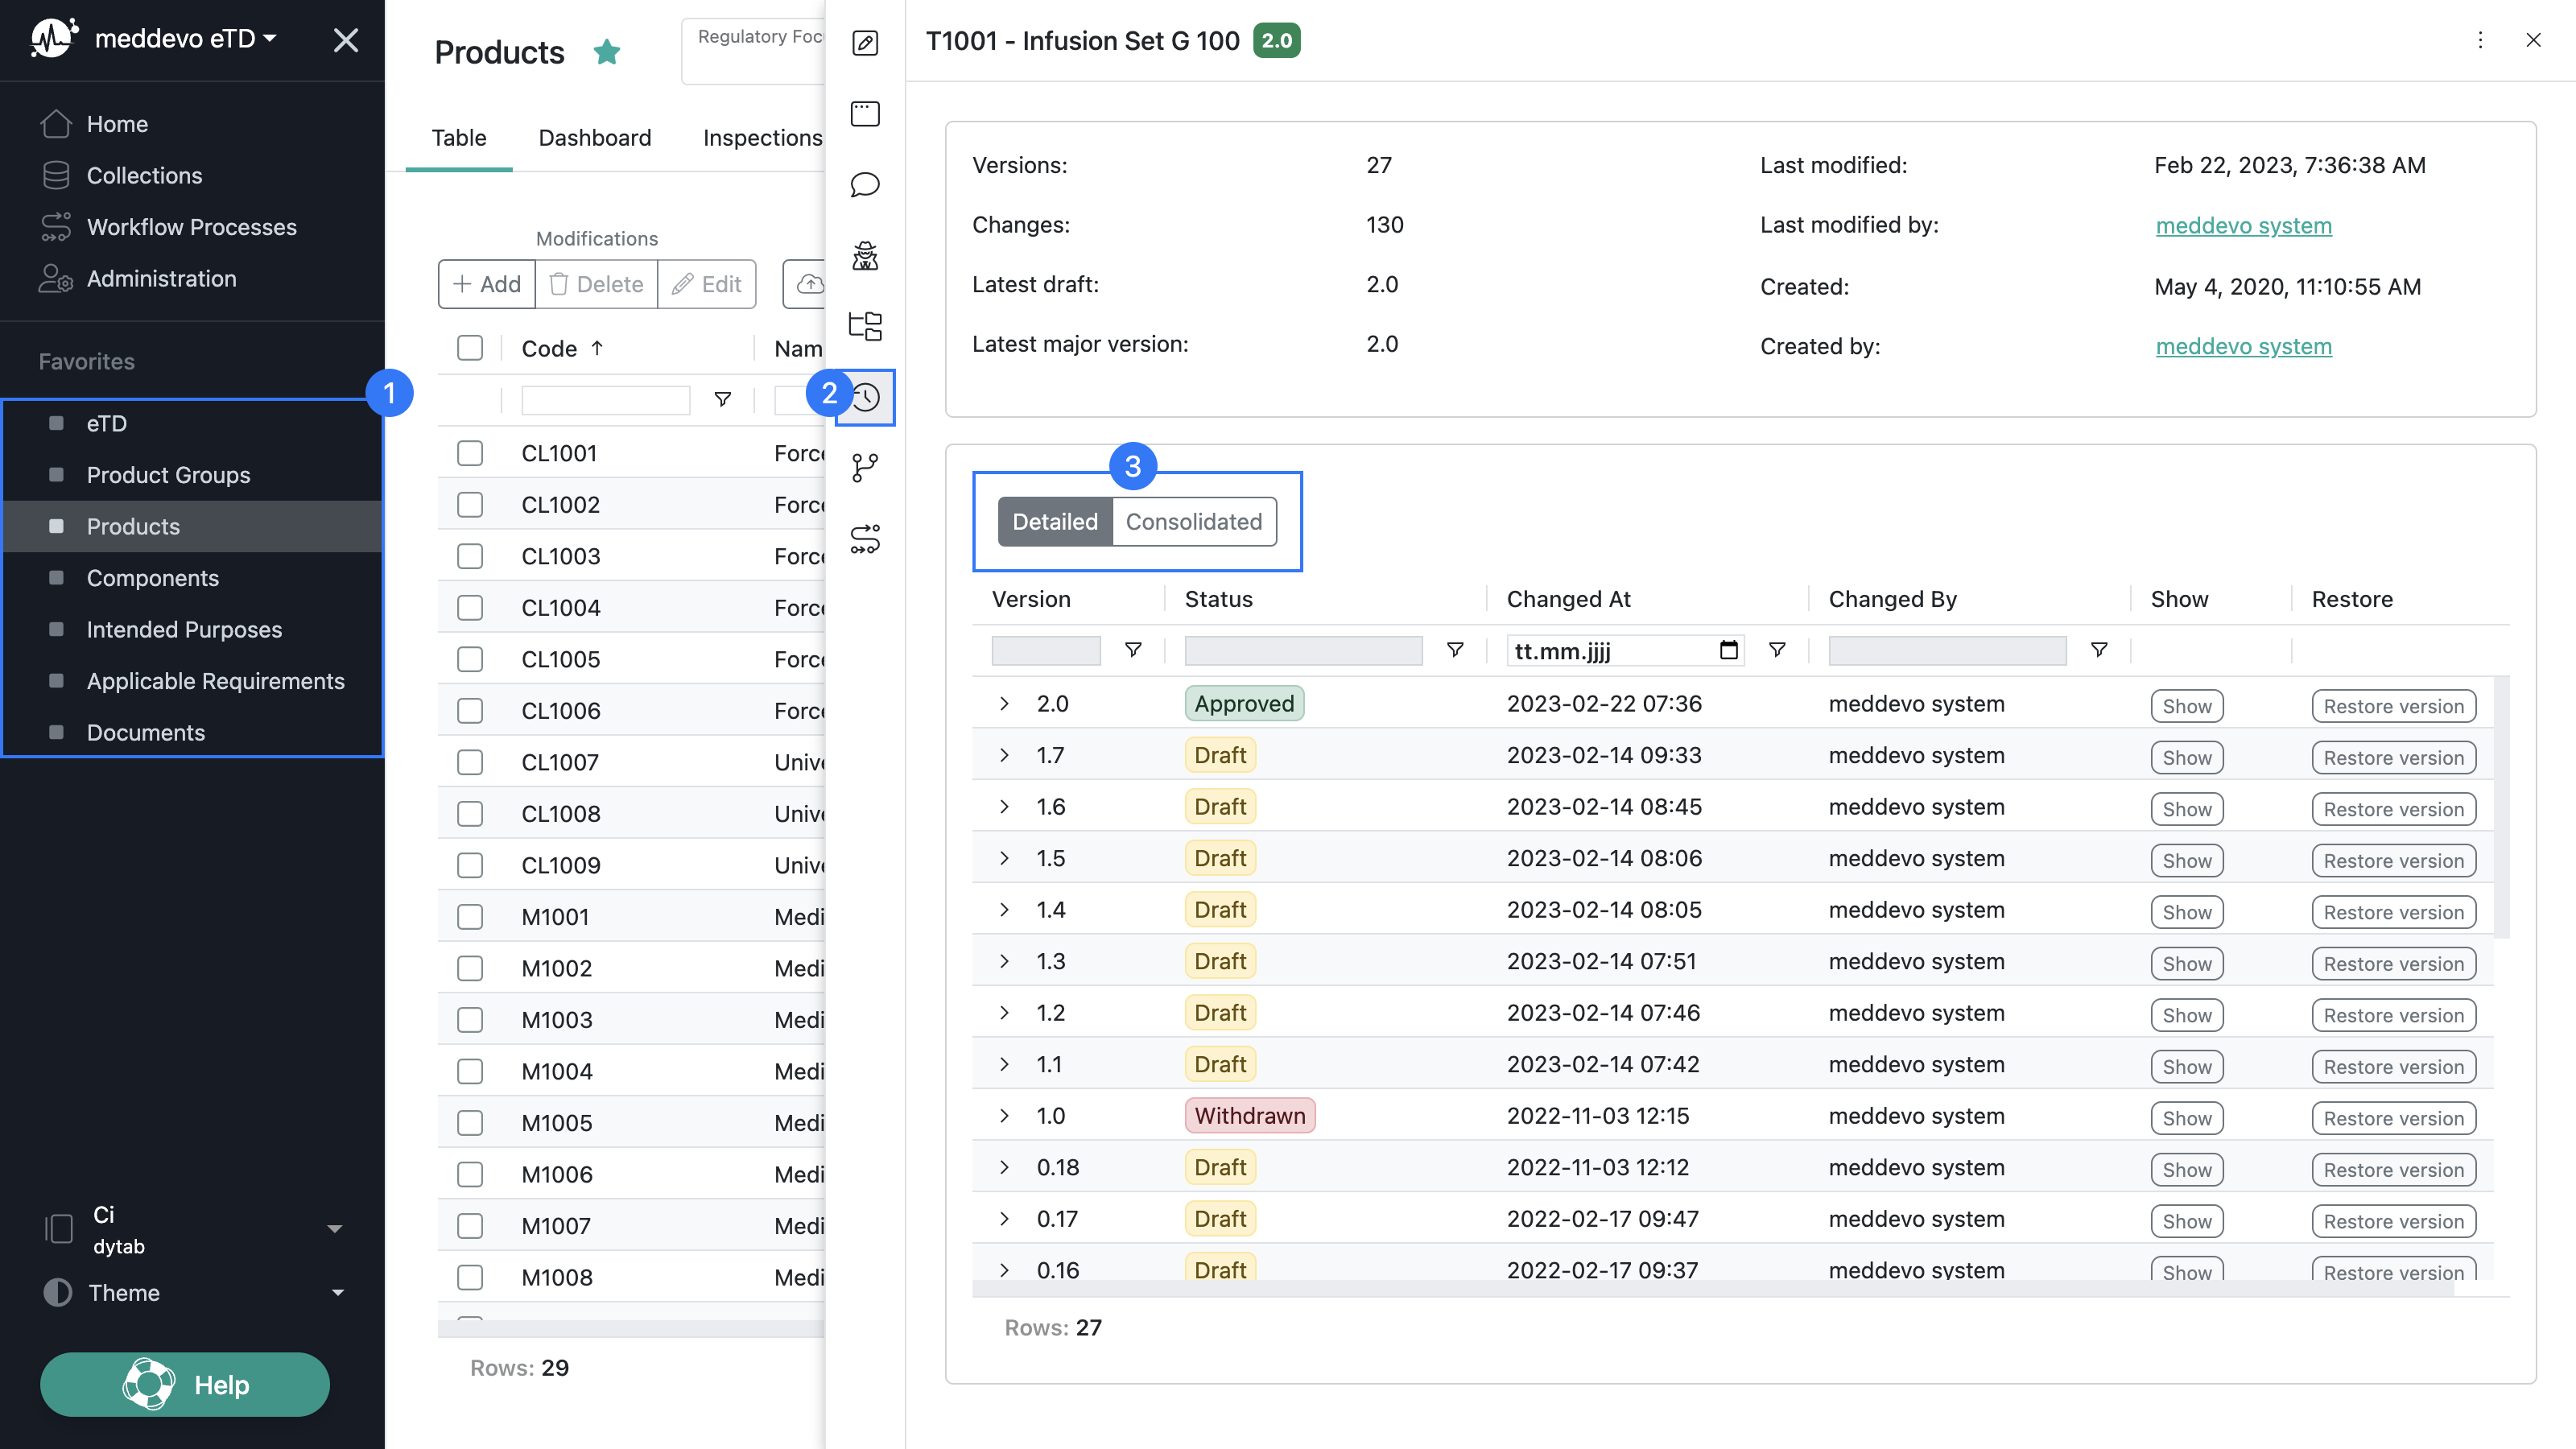 meddevo eTD
Home
Collections
Workflow Processes
Administration
Favorites
1
eTD
Product Groups
Products
Components
Intended Purposes
Applicable Requirements
Documents
Ci
dytab
Theme
Help
Products
Regulatory Foc
Table Dashboard Inspections
Modifications
Add Delete Edit
Code ↑ Nam
CL1001 Forc
CL1002 Forc
CL1003 Forc
CL1004 Forc
CL1005 Forc
CL1006 Forc
CL1007 Unive
CL1008 Unive
CL1009 Unive
M1001 Medi
M1002 Medi
M1003 Medi
M1004 Medi
M1005 Medi
M1006 Medi
M1007 Medi
M1008 Medi
Rows: 29
2
T1001 - Infusion Set G 100 2.0
Versions: 27 Last modified: Feb 22, 2023, 7:36:38 AM
Changes: 130 Last modified by: meddevo system
Latest draft: 2.0 Created: May 4, 2020, 11:10:55 AM
Latest major version: 2.0 Created by: meddevo system
3
Detailed Consolidated
Version Status Changed At Changed By Show Restore
tt.mm.jjjj
2.0 Approved 2023-02-22 07:36 meddevo system Show Restore version
1.7 Draft 2023-02-14 09:33 meddevo system Show Restore version
1.6 Draft 2023-02-14 08:45 meddevo system Show Restore version
1.5 Draft 2023-02-14 08:06 meddevo system Show Restore version
1.4 Draft 2023-02-14 08:05 meddevo system Show Restore version
1.3 Draft 2023-02-14 07:51 meddevo system Show Restore version
1.2 Draft 2023-02-14 07:46 meddevo system Show Restore version
1.1 Draft 2023-02-14 07:42 meddevo system Show Restore version
1.0 Withdrawn 2022-11-03 12:15 meddevo system Show Restore version
0.18 Draft 2022-11-03 12:12 meddevo system Show Restore version
0.17 Draft 2022-02-17 09:47 meddevo system Show Restore version
0.16 Draft 2022-02-17 09:37 meddevo system Show Restore version
Rows: 27